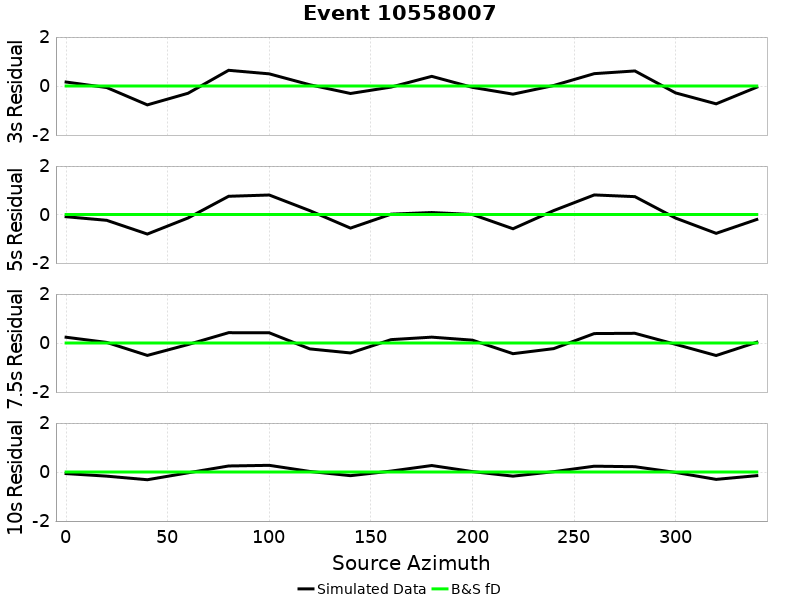 Event 10558007
3s Residual
2
0
-2
5s Residual
2
0
-2
7.5s Residual
2
0
-2
10s Residual
2
0
-2
0 50 100 150 200 250 300
Source Azimuth
Simulated Data B&S fD